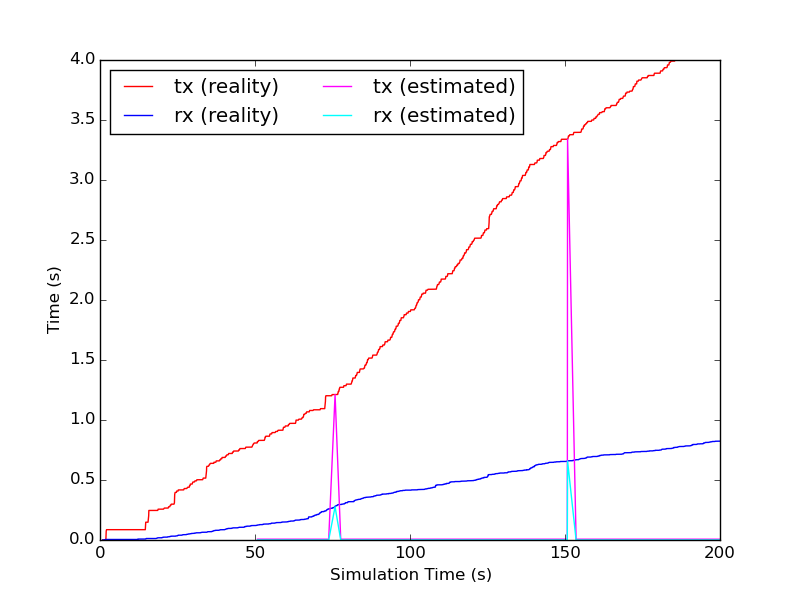 4.0
3.5
3.0
2.5
2.0
1.5
1.0
0.5
0.0
Time (s)
tx (reality) tx (estimated)
rx (reality) rx (estimated)
0 50 100 150 200
Simulation Time (s)